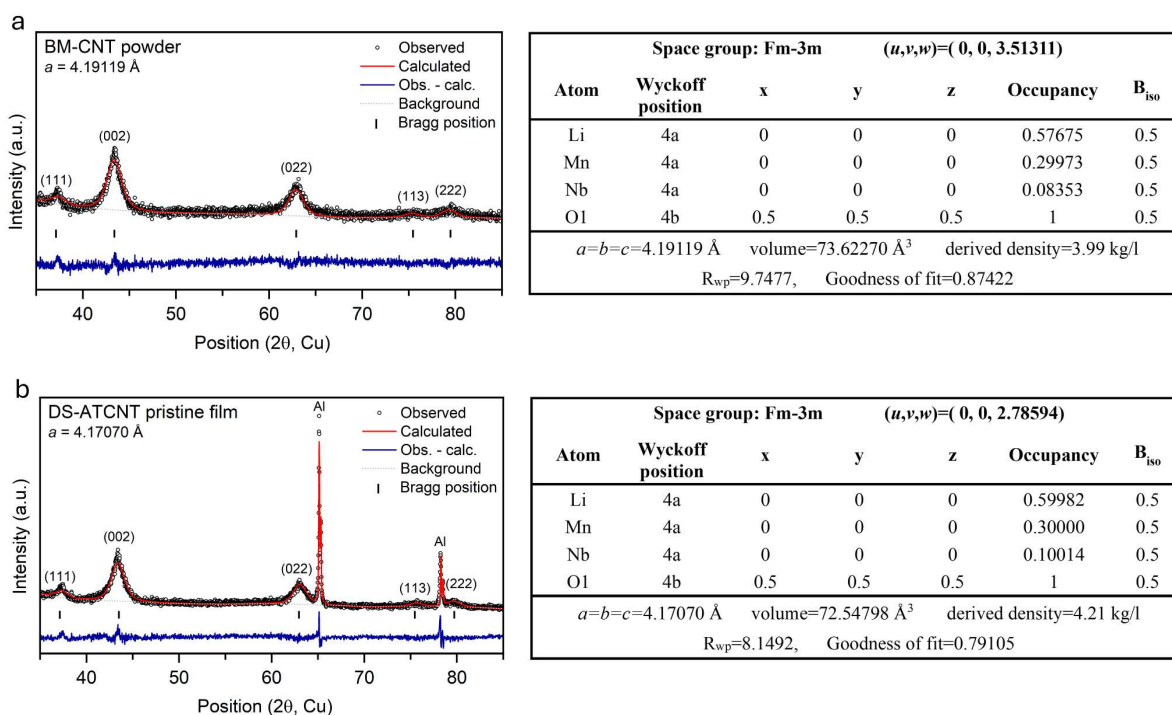 a
BM-CNT powder
a = 4.19119 Å
Observed
Calculated
Obs. - calc.
Background
Bragg position
(111)
(002)
(022)
(113)
(222)
Intensity (a.u.)
40 50 60 70 80
Position (2θ, Cu)
Space group: Fm-3m (u,v,w)=( 0, 0, 3.51311)
Atom Wyckoff position x y z Occupancy Biso
Li 4a 0 0 0 0.57675 0.5
Mn 4a 0 0 0 0.29973 0.5
Nb 4a 0 0 0 0.08353 0.5
O1 4b 0.5 0.5 0.5 1 0.5
a=b=c=4.19119 Å volume=73.62270 Å³ derived density=3.99 kg/l
Rwp=9.7477, Goodness of fit=0.87422
b
DS-ATCNT pristine film
a = 4.17070 Å
Al
Observed
Calculated
Obs. - calc.
Background
Bragg position
(111)
(002)
(022)
Al
(113)
(222)
Intensity (a.u.)
40 50 60 70 80
Position (2θ, Cu)
Space group: Fm-3m (u,v,w)=( 0, 0, 2.78594)
Atom Wyckoff position x y z Occupancy Biso
Li 4a 0 0 0 0.59982 0.5
Mn 4a 0 0 0 0.30000 0.5
Nb 4a 0 0 0 0.10014 0.5
O1 4b 0.5 0.5 0.5 1 0.5
a=b=c=4.17070 Å volume=72.54798 Å³ derived density=4.21 kg/l
Rwp=8.1492, Goodness of fit=0.79105